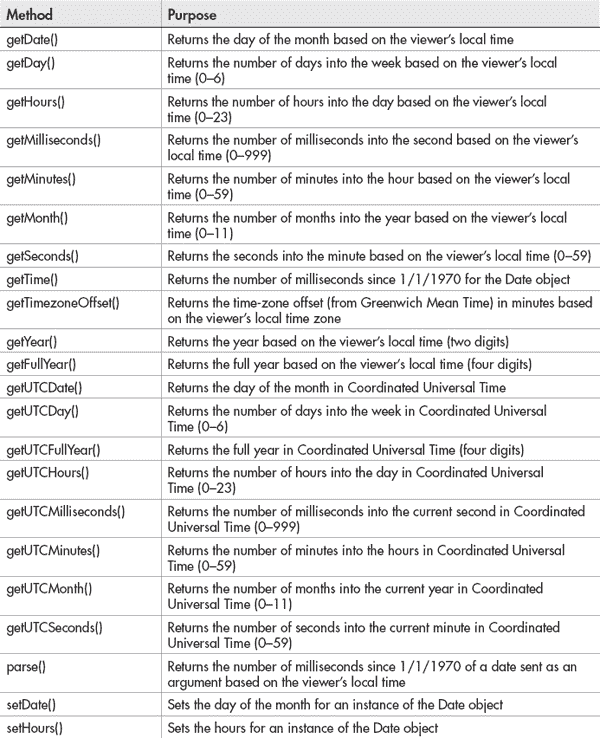 Method Purpose
getDate() Returns the day of the month based on the viewer's local time
getDay() Returns the number of days into the week based on the viewer's local
time (0–6)
getHours() Returns the number of hours into the day based on the viewer's local
time (0–23)
getMilliseconds() Returns the number of milliseconds into the second based on the viewer's
local time (0–999)
getMinutes() Returns the number of minutes into the hour based on the viewer's local
time (0–59)
getMonth() Returns the number of months into the year based on the viewer's local
time (0–11)
getSeconds() Returns the seconds into the minute based on the viewer's local time (0–59)
getTime() Returns the number of milliseconds since 1/1/1970 for the Date object
getTimezoneOffset() Returns the time-zone offset (from Greenwich Mean Time) in minutes based
on the viewer's local time zone
getYear() Returns the year based on the viewer's local time (two digits)
getFullYear() Returns the full year based on the viewer's local time (four digits)
getUTCDate() Returns the day of the month in Coordinated Universal Time
getUTCDay() Returns the number of days into the week in Coordinated Universal
Time (0–6)
getUTCFullYear() Returns the full year in Coordinated Universal Time (four digits)
getUTCHours() Returns the number of hours into the day in Coordinated Universal
Time (0–23)
getUTCMilliseconds() Returns the number of milliseconds into the current second in Coordinated
Universal Time (0–999)
getUTCMinutes() Returns the number of minutes into the hours in Coordinated Universal
Time (0–59)
getUTCMonth() Returns the number of months into the current year in Coordinated
Universal Time (0–11)
getUTCSeconds() Returns the number of seconds into the current minute in Coordinated
Universal Time (0–59)
parse() Returns the number of milliseconds since 1/1/1970 of a date sent as an
argument based on the viewer's local time
setDate() Sets the day of the month for an instance of the Date object
setHours() Sets the hours for an instance of the Date object